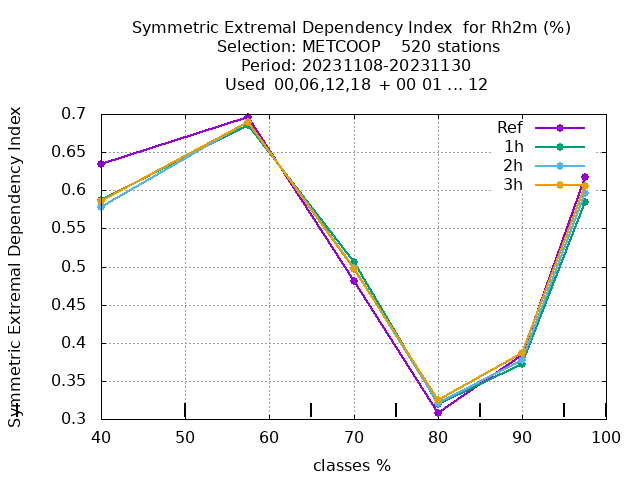 Symmetric Extremal Dependency Index  for Rh2m (%)
Selection: METCOOP    520 stations
Period: 20231108-20231130
Used  00,06,12,18  + 00 01 ... 12
Symmetric Extremal Dependency Index
0.7
0.65
0.6
0.55
0.5
0.45
0.4
0.35
0.3
Ref
1h
2h
3h
40 50 60 70 80 90 100
classes %